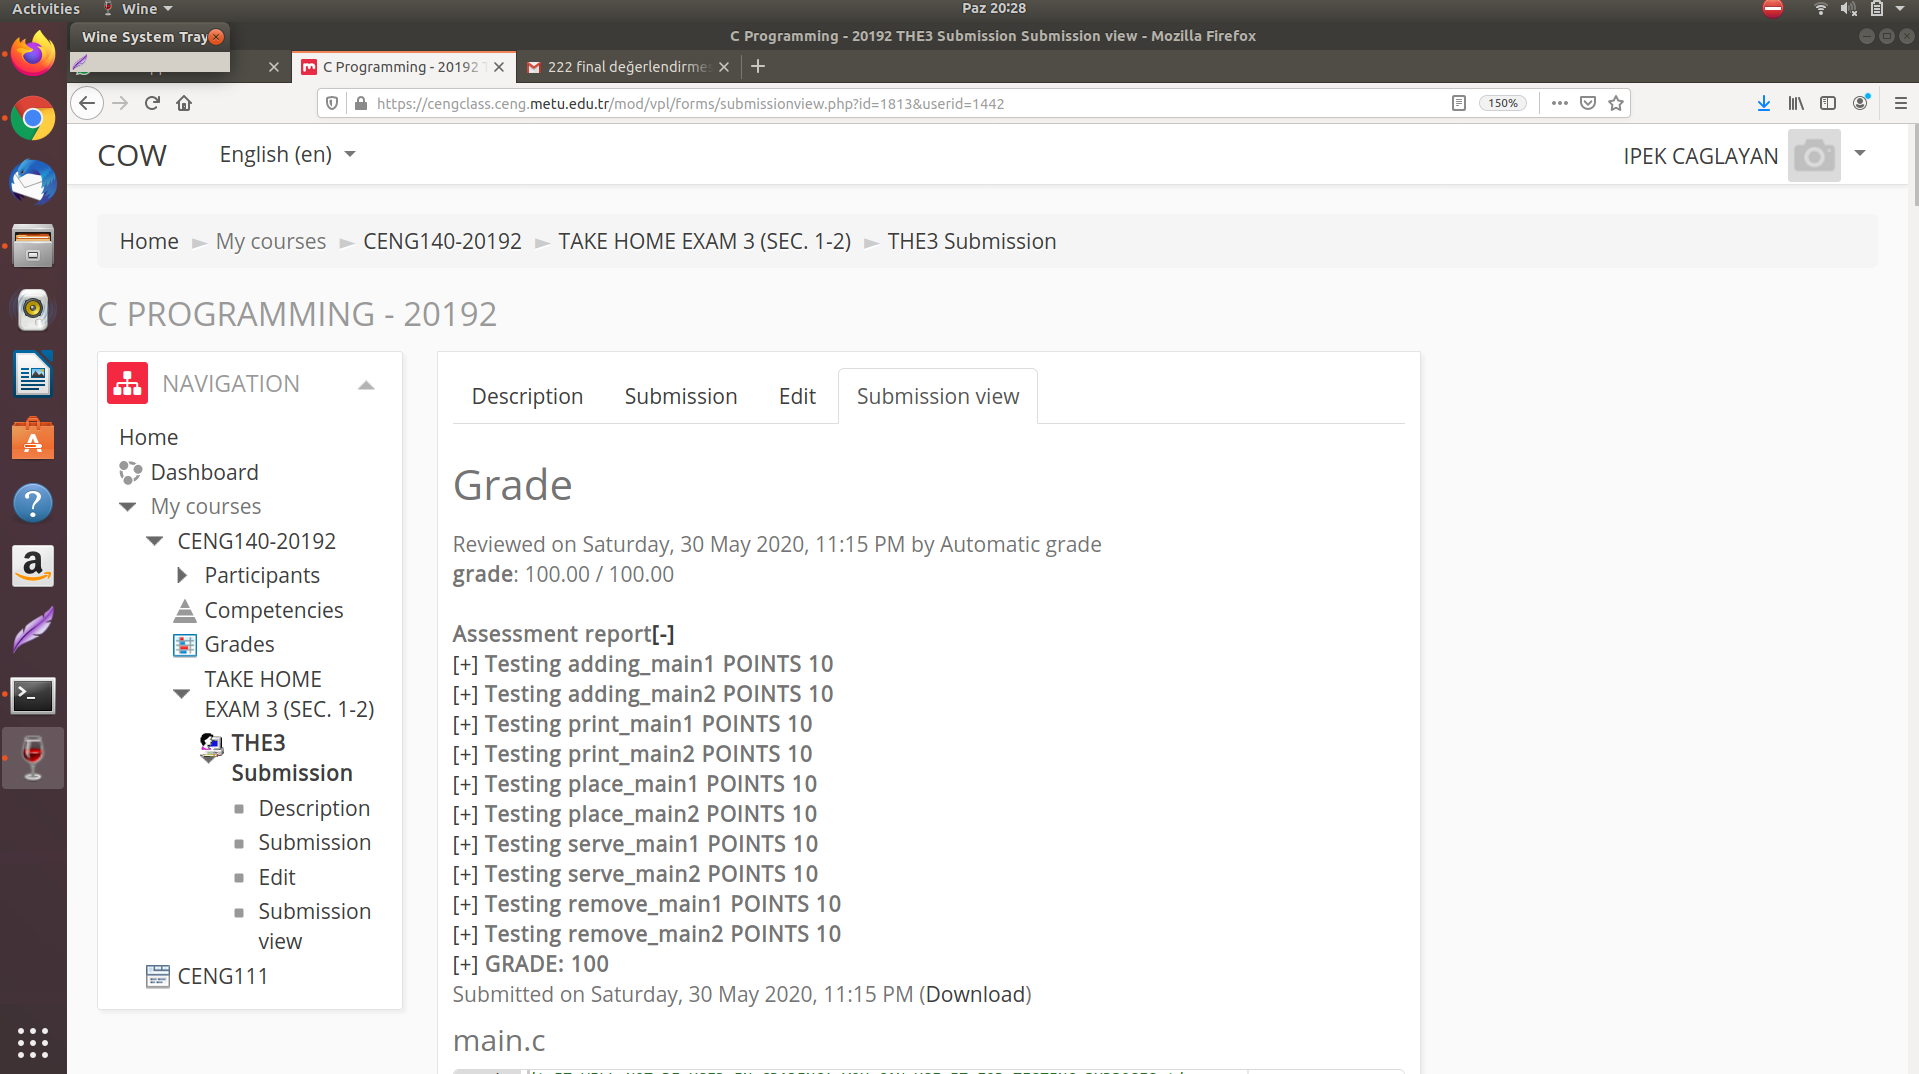 Activities Wine Paz 20:28
Wine System Tray
C Programming - 20192 THE3 Submission Submission view - Mozilla Firefox
C Programming - 20192 222 final değerlendirmes
https://cengclass.ceng.metu.edu.tr/mod/vpl/forms/submissionview.php?id=1813&userid=1442 150%
COW English (en) IPEK CAGLAYAN
Home My courses CENG140-20192 TAKE HOME EXAM 3 (SEC. 1-2) THE3 Submission
C PROGRAMMING - 20192
NAVIGATION
Home
Dashboard
My courses
CENG140-20192
Participants
Competencies
Grades
TAKE HOME
EXAM 3 (SEC. 1-2)
THE3
Submission
Description
Submission
Edit
Submission
view
CENG111
Description Submission Edit Submission view
Grade
Reviewed on Saturday, 30 May 2020, 11:15 PM by Automatic grade
grade: 100.00 / 100.00
Assessment report[-]
[+] Testing adding_main1 POINTS 10
[+] Testing adding_main2 POINTS 10
[+] Testing print_main1 POINTS 10
[+] Testing print_main2 POINTS 10
[+] Testing place_main1 POINTS 10
[+] Testing place_main2 POINTS 10
[+] Testing serve_main1 POINTS 10
[+] Testing serve_main2 POINTS 10
[+] Testing remove_main1 POINTS 10
[+] Testing remove_main2 POINTS 10
[+] GRADE: 100
Submitted on Saturday, 30 May 2020, 11:15 PM (Download)
main.c